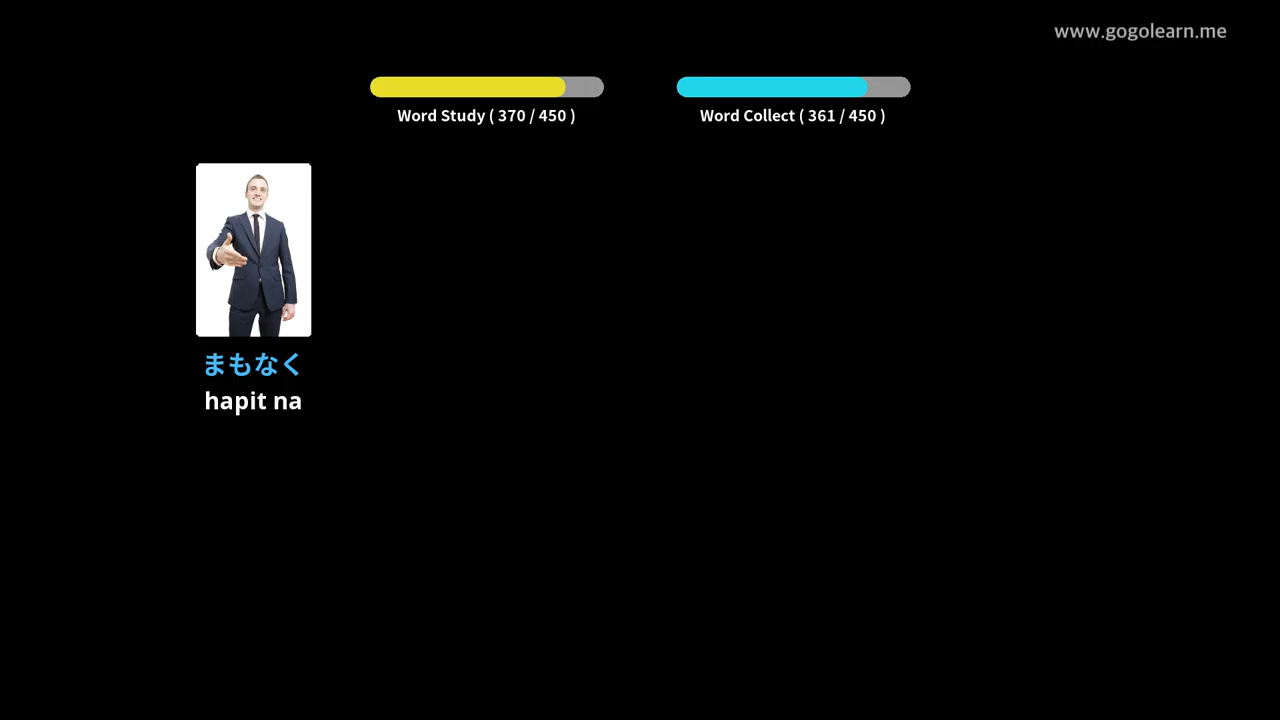 www.gogolearn.me
Word Study ( 370 / 450 )
Word Collect ( 361 / 450 )
まもなく
hapit na